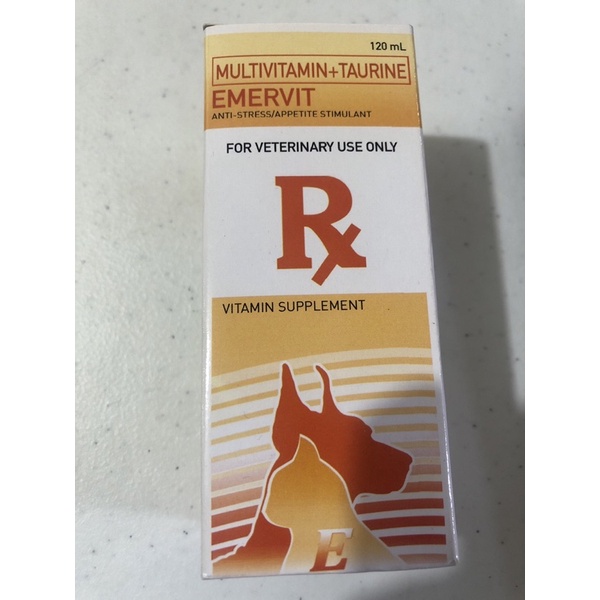 120 mL
MULTIVITAMIN+TAURINE
EMERVIT
ANTI-STRESS/APPETITE STIMULANT
FOR VETERINARY USE ONLY
Rx
VITAMIN SUPPLEMENT
E